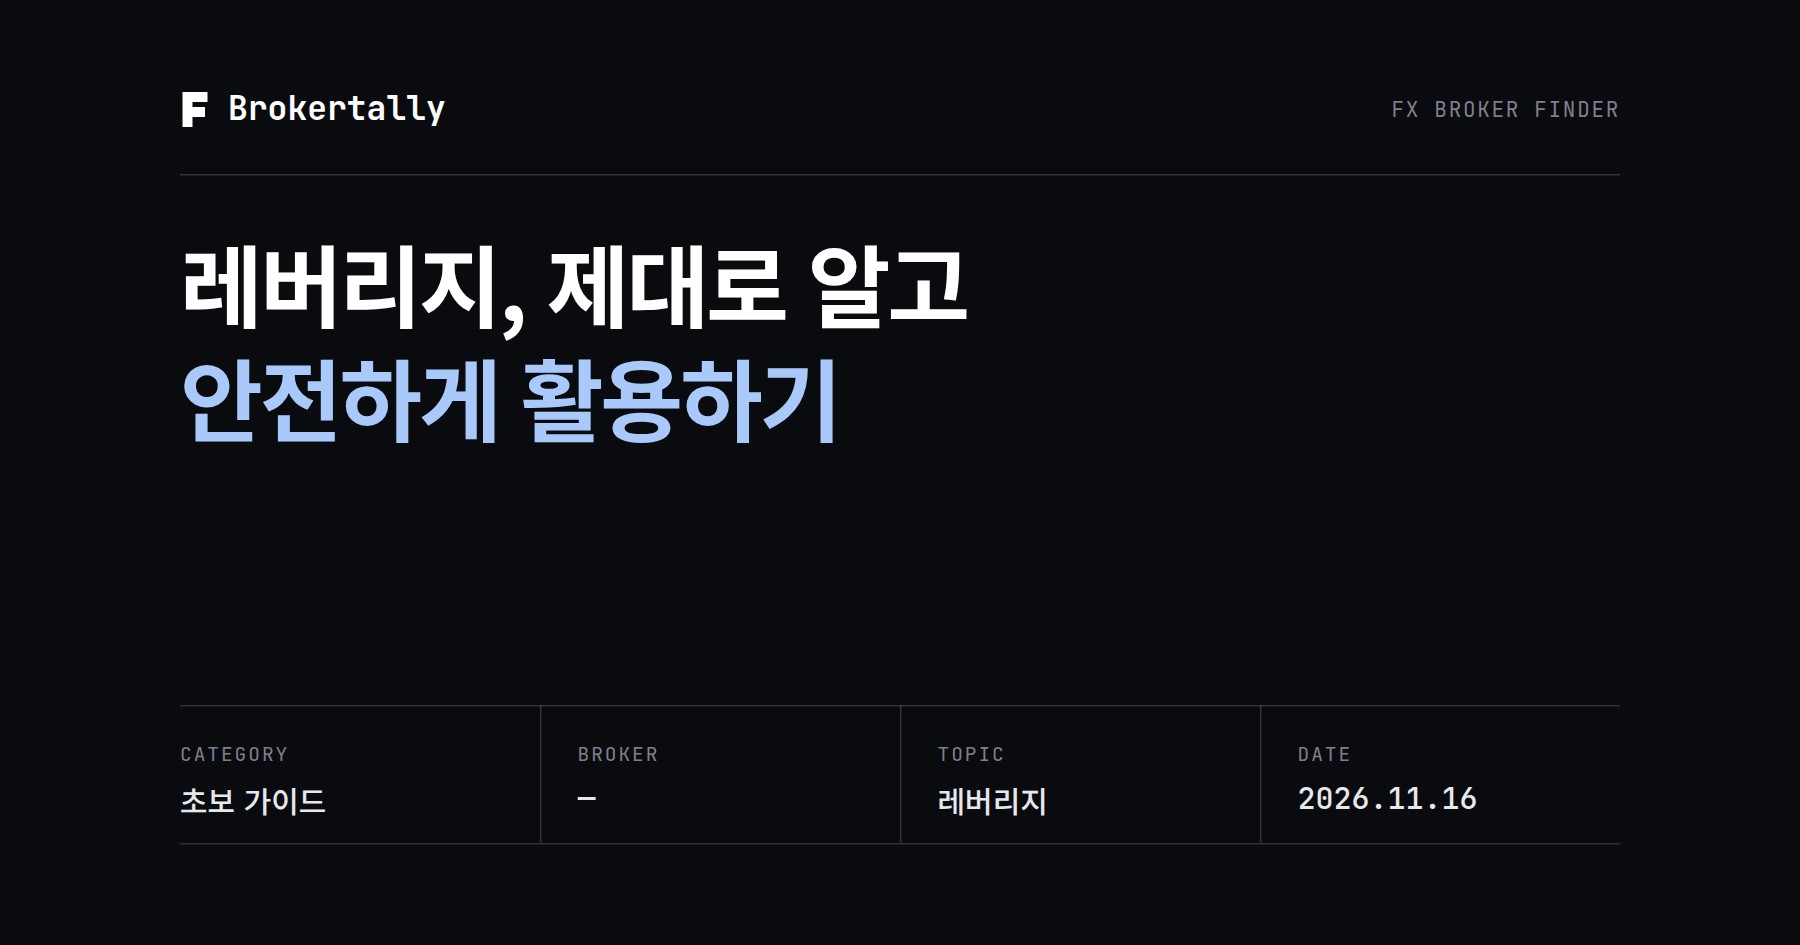 Brokertally
FX BROKER FINDER
레버리지, 제대로 알고
안전하게 활용하기
CATEGORY
초보 가이드
BROKER
—
TOPIC
레버리지
DATE
2026.11.16